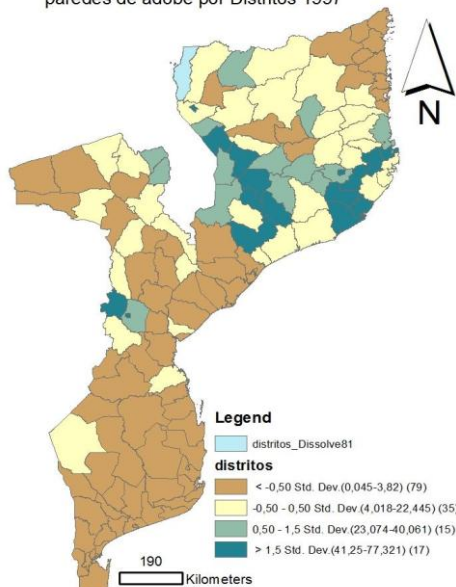 paredes de adobe por Distritos 1997
N
Legend
distritos_Dissolve81
distritos
< -0,50 Std. Dev.(0,045-3,82) (79)
-0,50 - 0,50 Std. Dev.(4,018-22,445) (35)
0,50 - 1,5 Std. Dev.(23,074-40,061) (15)
> 1,5 Std. Dev.(41,25-77,321) (17)
190
Kilometers